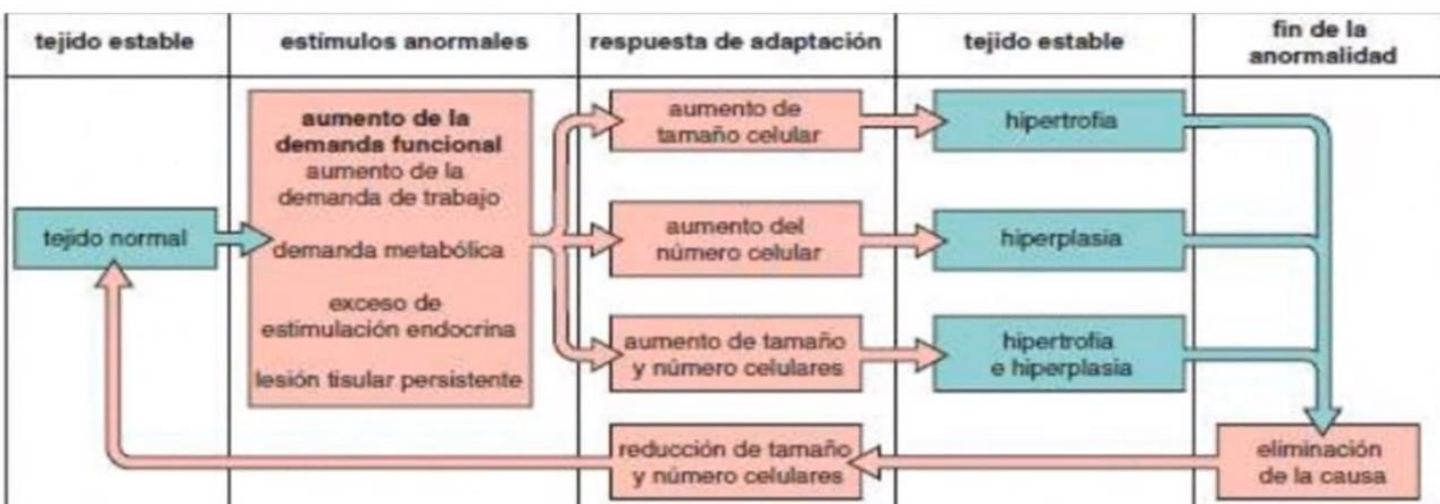 tejido estable
estímulos anormales
respuesta de adaptación
tejido estable
fin de la
anormalidad
tejido normal
aumento de la
demanda funcional
aumento de la
demanda de trabajo
demanda metabólica
exceso de
estimulación endocrina
lesión tisular persistente
aumento de
tamaño celular
hipertrofia
aumento del
número celular
hiperplasia
aumento de tamaño
y número celulares
hipertrofia
e hiperplasia
reducción de tamaño
y número celulares
eliminación
de la causa